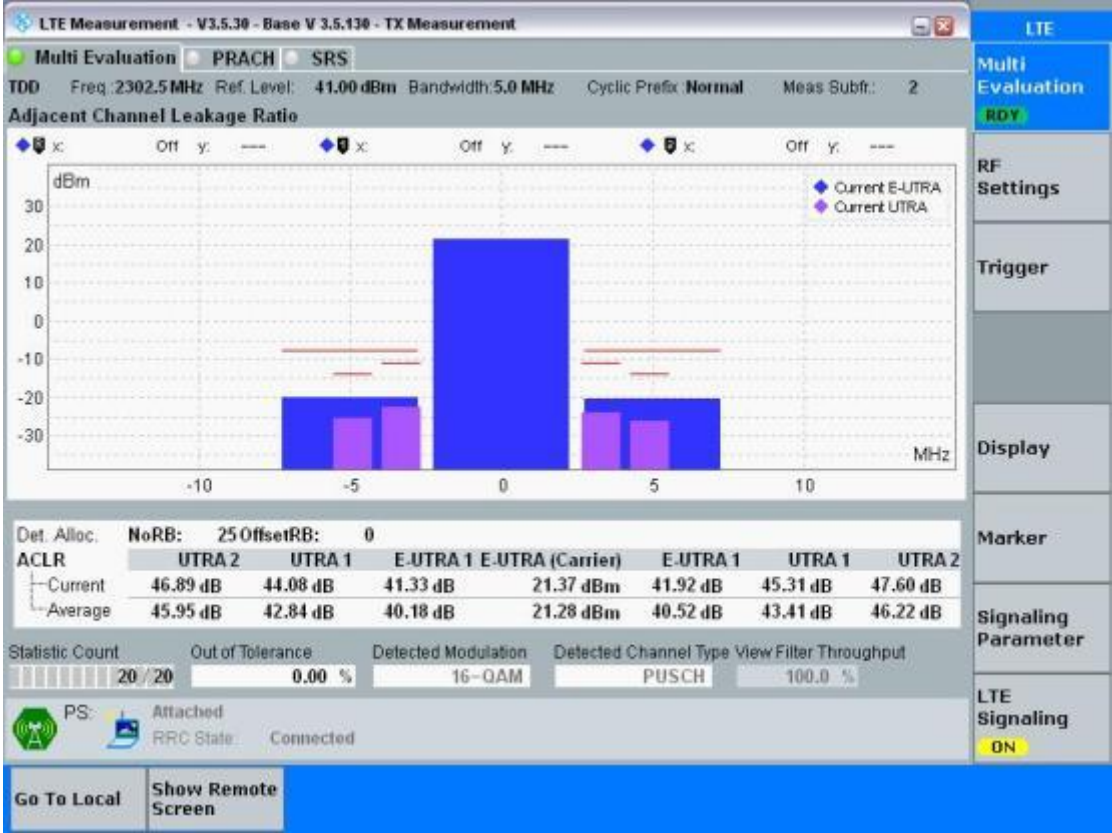 LTE Measurement - V3.5.30 - Base V 3.5.130 - TX Measurement
Multi Evaluation PRACH SRS
TDD Freq.:2302.5 MHz Ref. Level: 41.00 dBm Bandwidth:5.0 MHz Cyclic Prefix :Normal Meas Subfr.: 2
Adjacent Channel Leakage Ratio
x: Off y: --- x: Off y: --- x: Off y: ---
dBm
Current E-UTRA
Current UTRA
30
20
10
0
-10
-20
-30
MHz
-10 -5 0 5 10
Det. Alloc. NoRB: 25 OffsetRB: 0
ACLR UTRA 2 UTRA 1 E-UTRA 1 E-UTRA (Carrier) E-UTRA 1 UTRA 1 UTRA 2
Current 46.89 dB 44.08 dB 41.33 dB 21.37 dBm 41.92 dB 45.31 dB 47.60 dB
Average 45.95 dB 42.84 dB 40.18 dB 21.28 dBm 40.52 dB 43.41 dB 46.22 dB
Statistic Count Out of Tolerance Detected Modulation Detected Channel Type View Filter Throughput
20 / 20 0.00 % 16-QAM PUSCH 100.0 %
PS: Attached
RRC State: Connected
Go To Local
Show Remote
Screen
LTE
Multi
Evaluation
RDY
RF
Settings
Trigger
Display
Marker
Signaling
Parameter
LTE
Signaling
ON